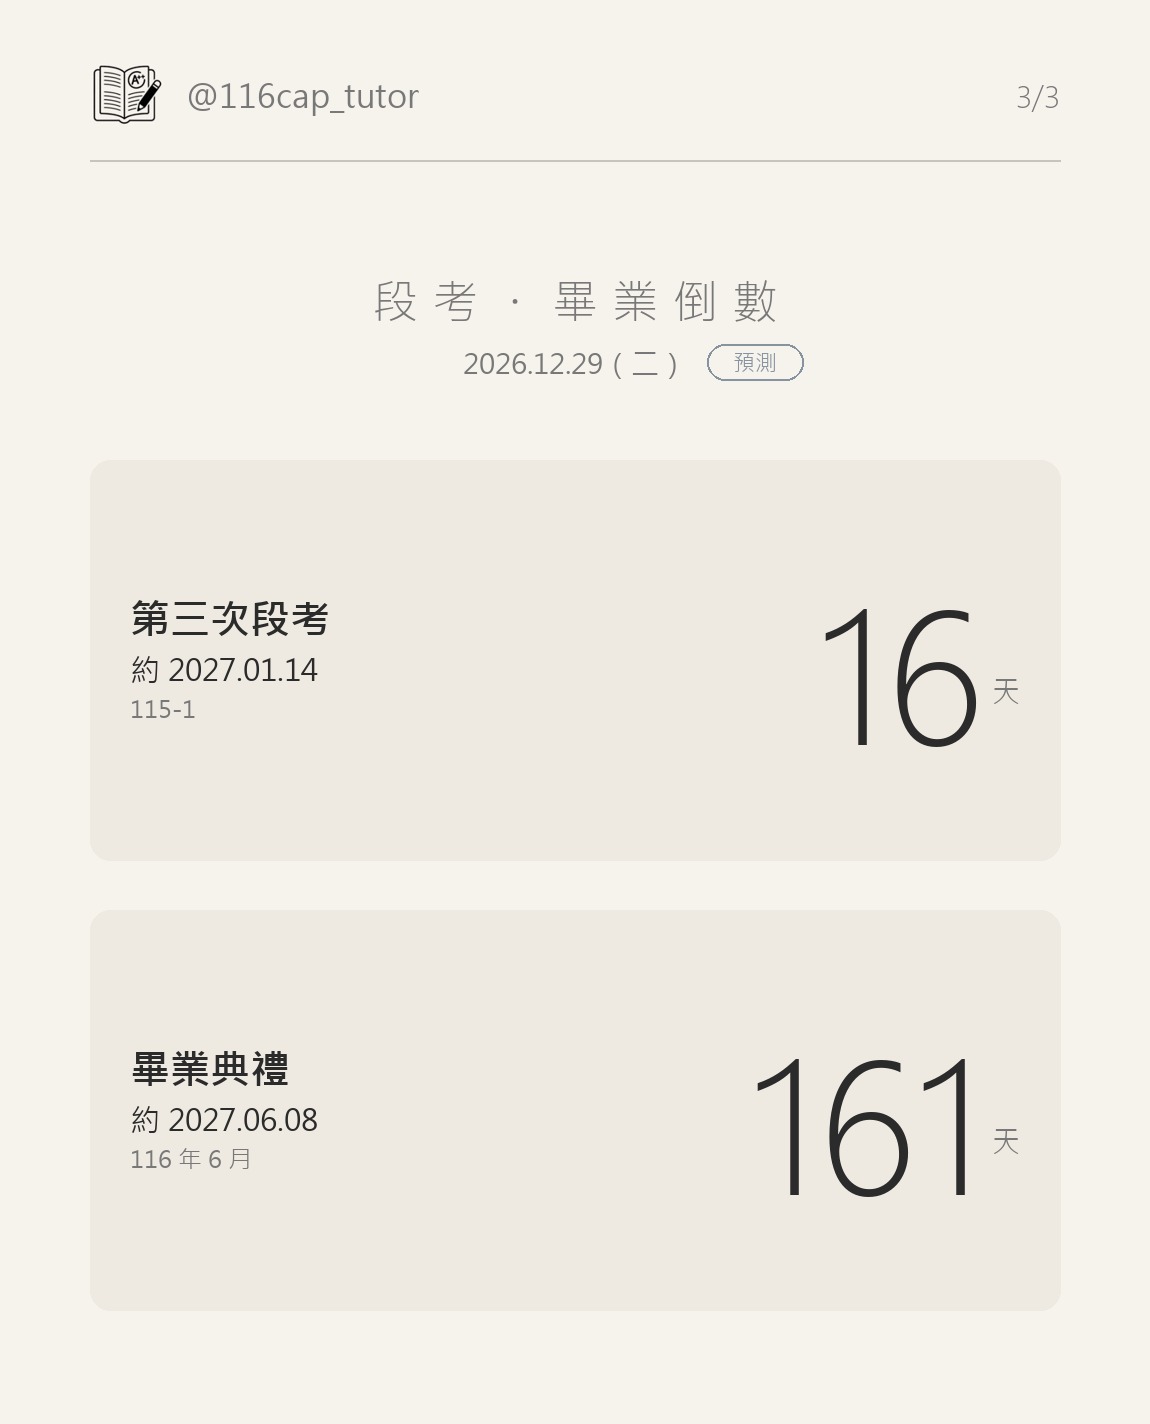 @116cap_tutor
3/3
段考・畢業倒數
2026.12.29 ( 二 ) 預測
第三次段考
約 2027.01.14
115-1
16 天
畢業典禮
約 2027.06.08
116 年 6 月
161 天